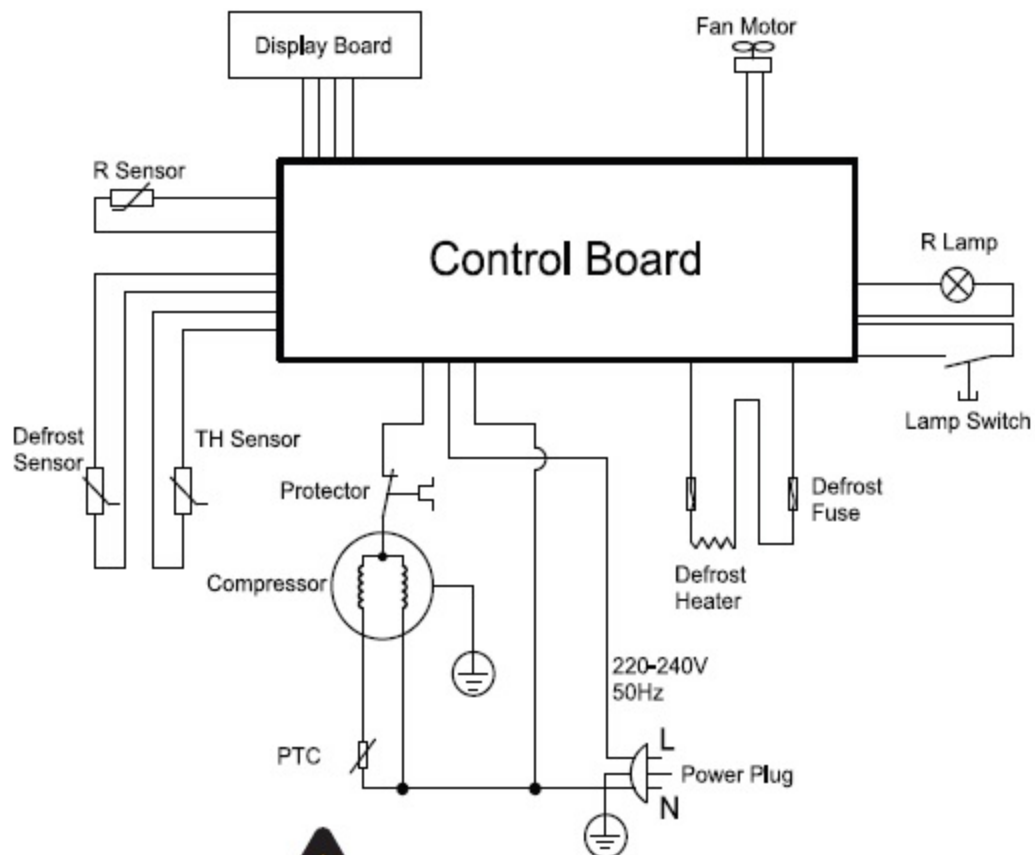 Display Board
Fan Motor
R Sensor
Control Board
R Lamp
Lamp Switch
Defrost
Sensor
TH Sensor
Protector
Defrost
Fuse
Compressor
Defrost
Heater
220-240V
50Hz
PTC
L
Power Plug
N